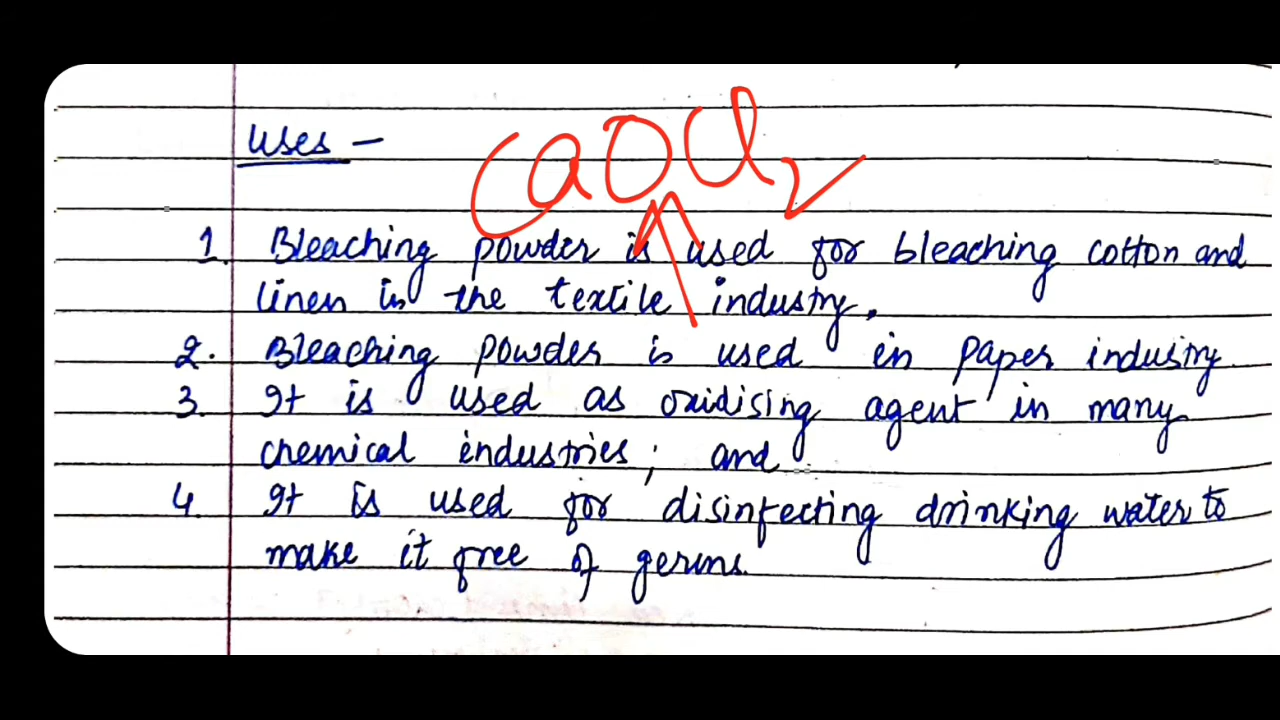 Uses -
CaOCl2
1. Bleaching powder is used for bleaching cotton and
linen in the textile industry.
2. Bleaching powder is used in paper industry.
3. It is used as oxidising agent in many
chemical industries; and
4. It is used for disinfecting drinking water to
make it free of germs.